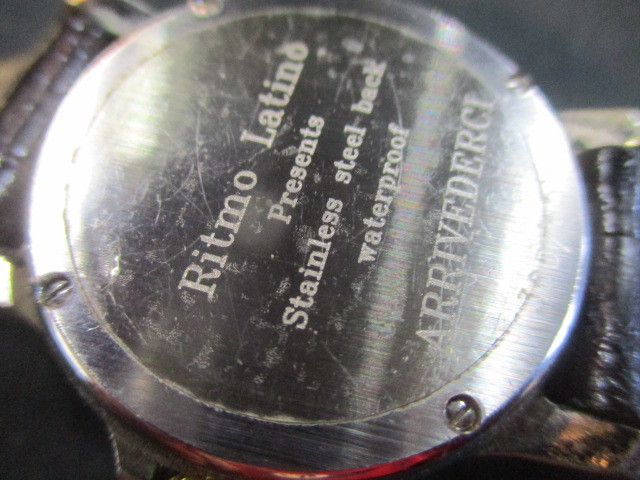 Ritmo Latino
Presents
Stainless steel back
waterproof
ARRIVEDERCI